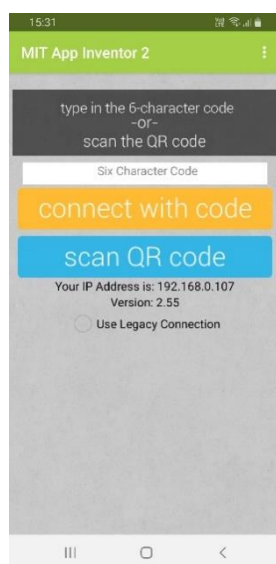 15:31
MIT App Inventor 2
type in the 6-character code
-or-
scan the QR code
Six Character Code
connect with code
scan QR code
Your IP Address is: 192.168.0.107
Version: 2.55
Use Legacy Connection